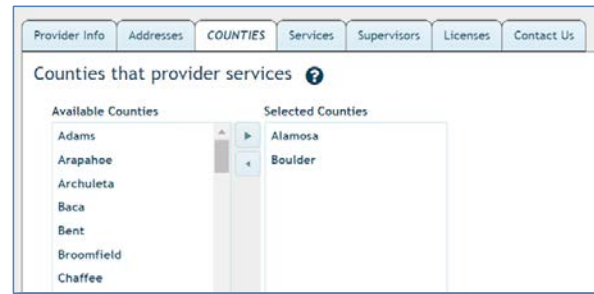 Provider Info Addresses COUNTIES Services Supervisors Licenses Contact Us
Counties that provider services ?
Available Counties Selected Counties
Adams Alamosa
Arapahoe Boulder
Archuleta
Baca
Bent
Broomfield
Chaffee